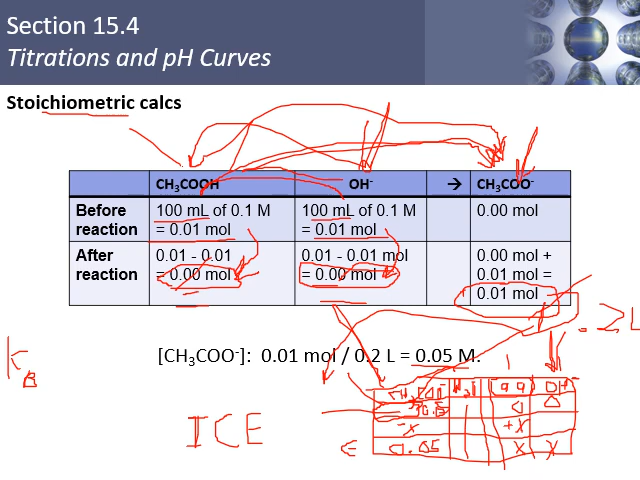 Section 15.4
Titrations and pH Curves
Stoichiometric calcs
CH₃COOH OH⁻ → CH₃COO⁻
Before reaction 100 mL of 0.1 M = 0.01 mol 100 mL of 0.1 M = 0.01 mol 0.00 mol
After reaction 0.01 - 0.01 = 0.00 mol 0.01 - 0.01 mol = 0.00 mol 0.00 mol + 0.01 mol = 0.01 mol
.2L
[CH₃COO⁻]: 0.01 mol / 0.2 L = 0.05 M.
K
ICE
OH⁻
-X +X
E 0.05 X X